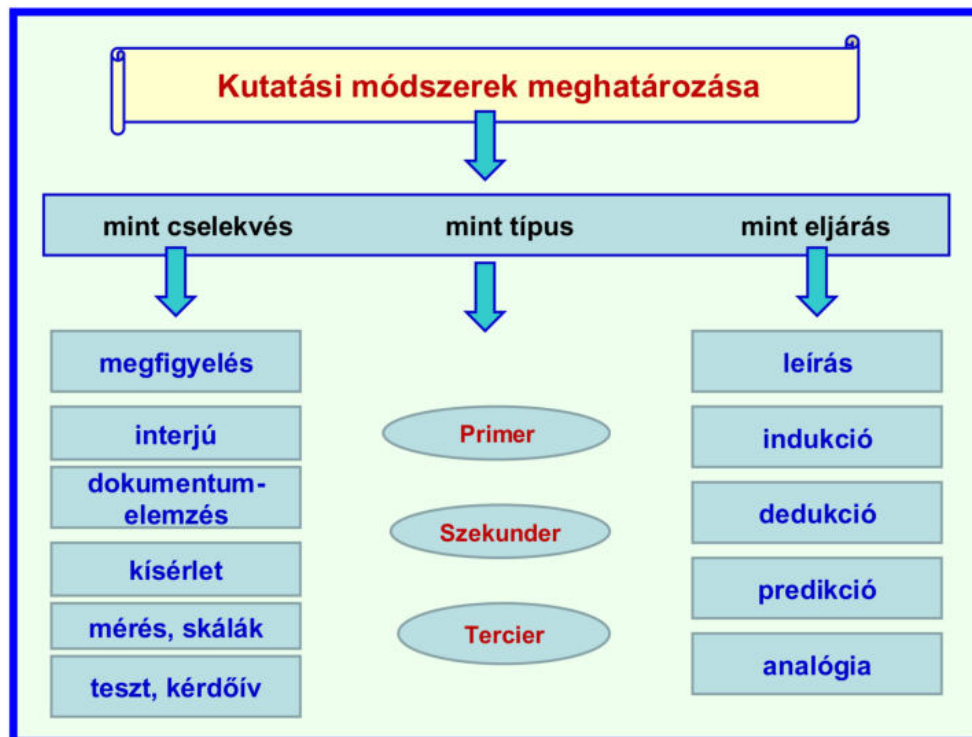 Kutatási módszerek meghatározása
mint cselekvés
mint típus
mint eljárás
megfigyelés
interjú
dokumentum-
elemzés
kísérlet
mérés, skálák
teszt, kérdőív
Primer
Szekunder
Tercier
leírás
indukció
dedukció
predikció
analógia